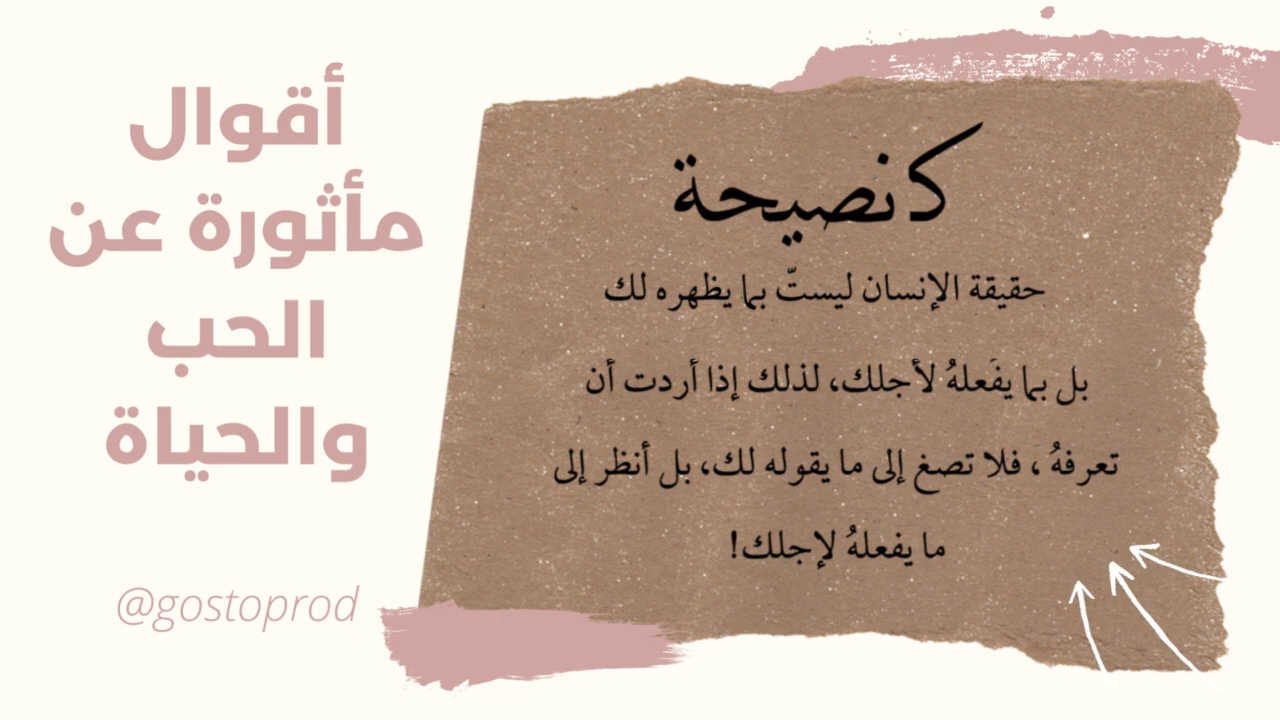 أقوال
مأثورة عن
الحب
والحياة
@gostoprod
كنصيحة
حقيقة الإنسان ليستّ بما يظهره لك
بل بما يفَعلهُ لأجلك، لذلك إذا أردت أن
تعرفهُ ، فلا تصغ إلى ما يقوله لك، بل أنظر إلى
ما يفعلهُ لإجلك!